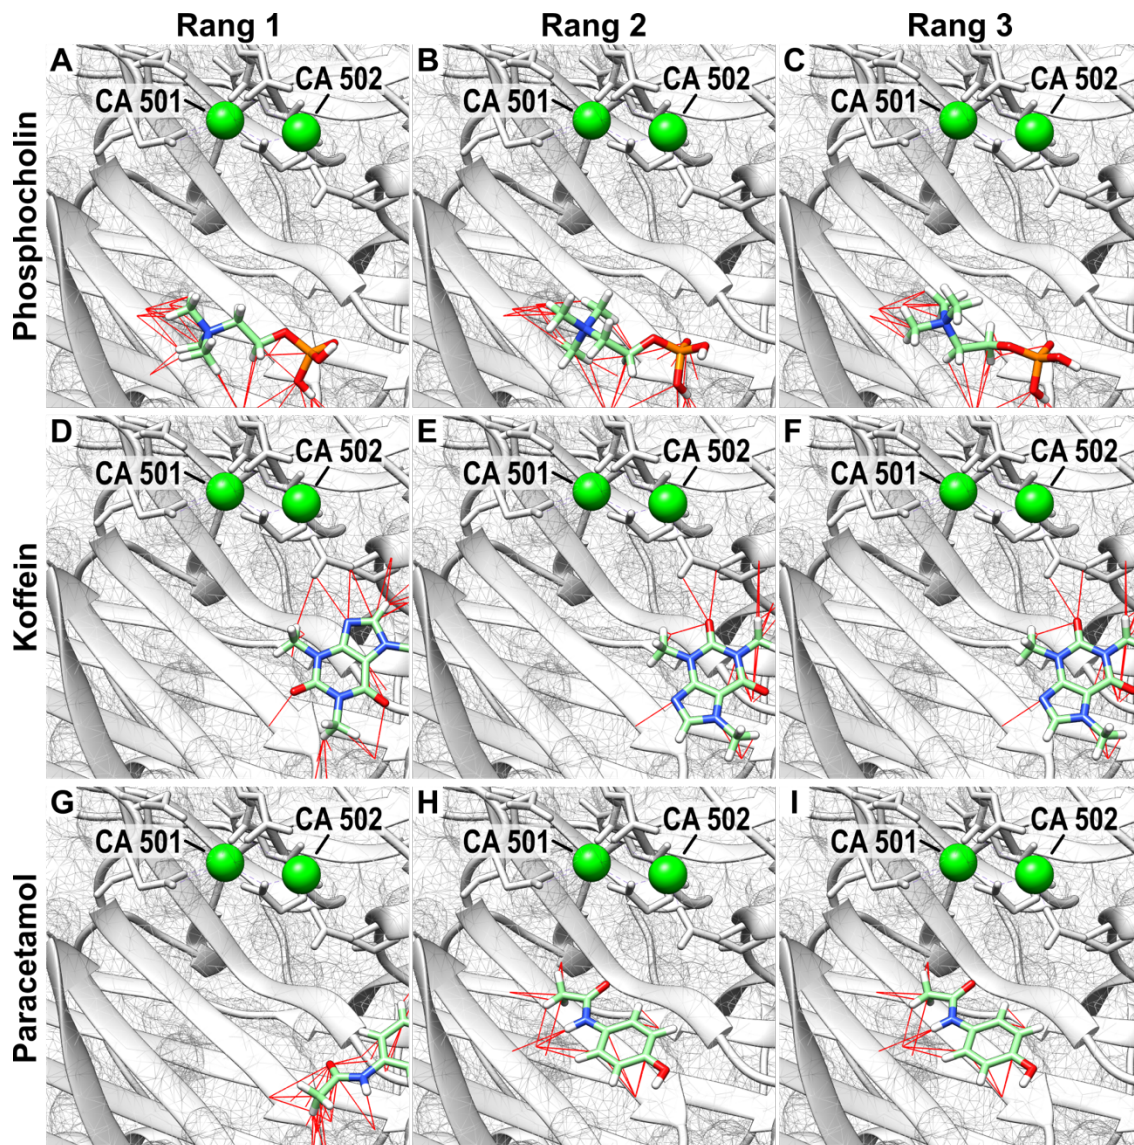 Rang 1 Rang 2 Rang 3
Phosphocholin
A CA 501 CA 502
B CA 501 CA 502
C CA 501 CA 502
Koffein
D CA 501 CA 502
E CA 501 CA 502
F CA 501 CA 502
Paracetamol
G CA 501 CA 502
H CA 501 CA 502
I CA 501 CA 502